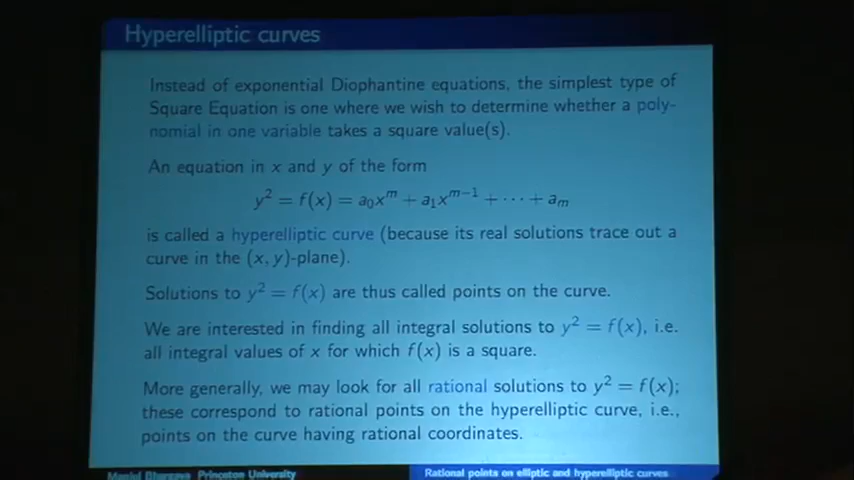 Hyperelliptic curves
Instead of exponential Diophantine equations, the simplest type of
Square Equation is one where we wish to determine whether a poly-
nomial in one variable takes a square value(s).
An equation in x and y of the form
y² = f(x) = a₀xᵐ + a₁xᵐ⁻¹ + ··· + aₘ
is called a hyperelliptic curve (because its real solutions trace out a
curve in the (x, y)-plane).
Solutions to y² = f(x) are thus called points on the curve.
We are interested in finding all integral solutions to y² = f(x), i.e.
all integral values of x for which f(x) is a square.
More generally, we may look for all rational solutions to y² = f(x);
these correspond to rational points on the hyperelliptic curve, i.e.,
points on the curve having rational coordinates.
Manjul Bhargava, Princeton University
Rational points on elliptic and hyperelliptic curves